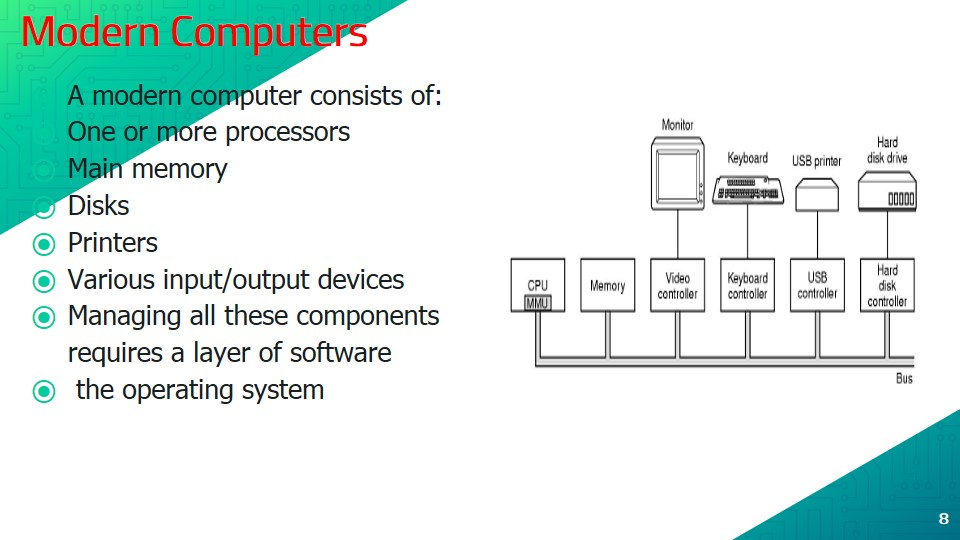 Modern Computers
A modern computer consists of:
One or more processors
Main memory
Disks
Printers
Various input/output devices
Managing all these components
requires a layer of software
the operating system
Monitor
Keyboard
USB printer
Hard
disk drive
CPU
MMU
Memory
Video
controller
Keyboard
controller
USB
controller
Hard
disk
controller
Bus
8